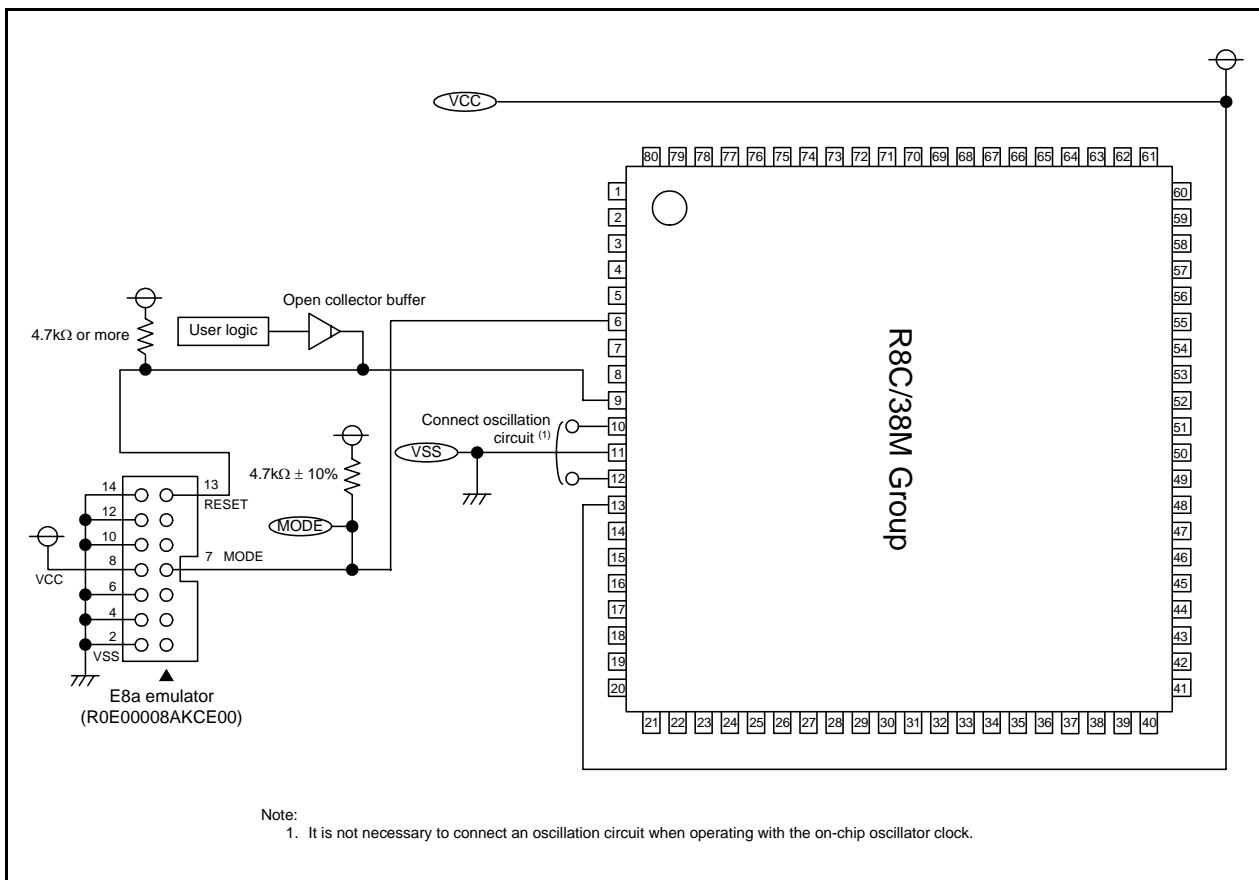 VCC
80 79 78 77 76 75 74 73 72 71 70 69 68 67 66 65 64 63 62 61
1
2
3
4
5
6
7
8
9
10
11
12
13
14
15
16
17
18
19
20
60
59
58
57
56
55
54
53
52
51
50
49
48
47
46
45
44
43
42
41
21 22 23 24 25 26 27 28 29 30 31 32 33 34 35 36 37 38 39 40
R8C/38M Group
Open collector buffer
User logic
4.7kΩ or more
Connect oscillation
circuit (1)
VSS
4.7kΩ ± 10%
MODE
14
13
RESET
12
10
8
7 MODE
VCC
6
4
2
VSS
E8a emulator
(R0E00008AKCE00)
Note:
1. It is not necessary to connect an oscillation circuit when operating with the on-chip oscillator clock.